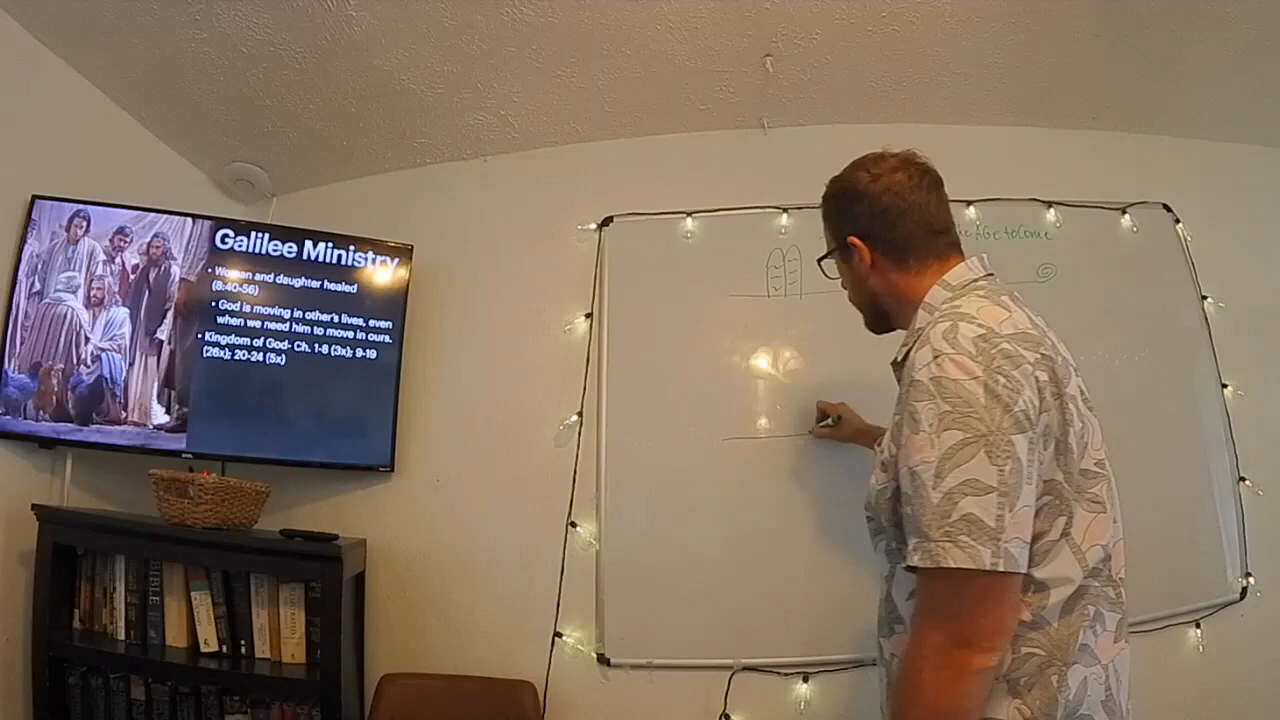 Galilee Ministry
• Woman and daughter healed
(8:40-56)
• God is moving in other's lives, even
when we need him to move in ours.
• Kingdom of God- Ch. 1-8 (3x); 9-19
(26x); 20-24 (5x)
Age to Come
BIBLE